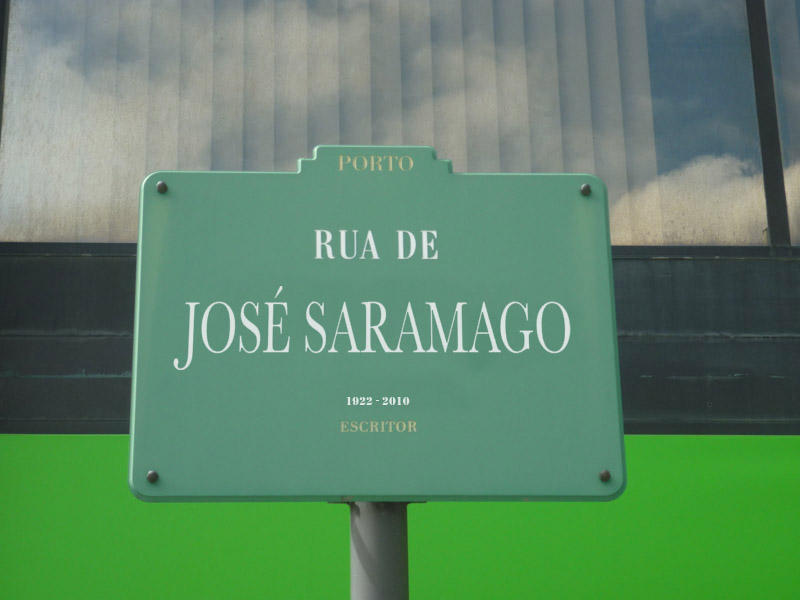 PORTO
RUA DE
JOSÉ SARAMAGO
1922 - 2010
ESCRITOR